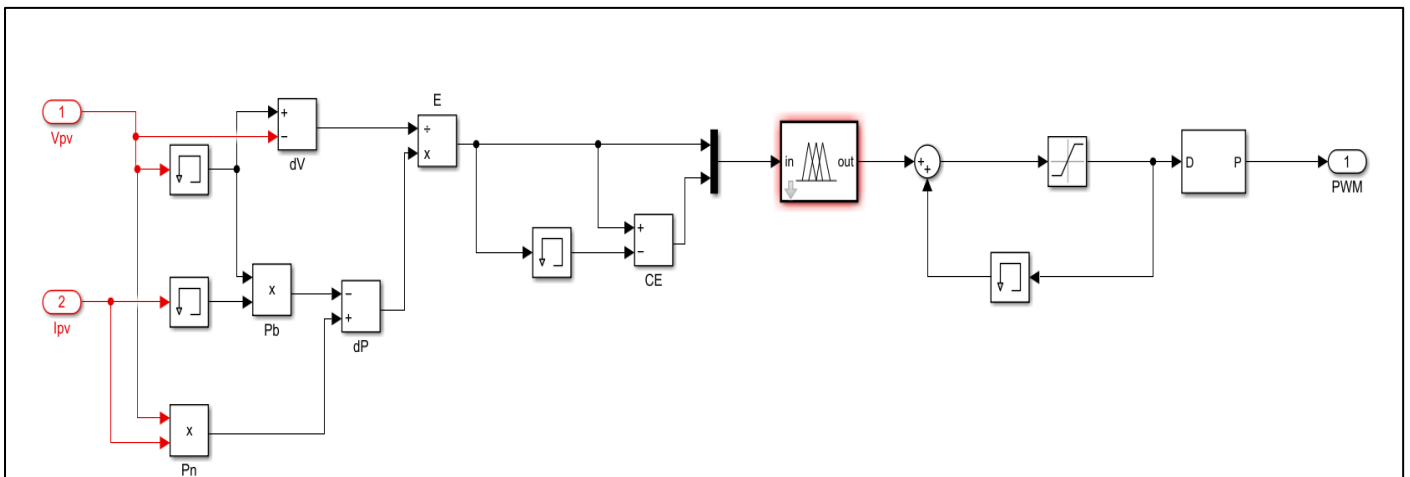 E
1
Vpv
+
−
dV
÷
x
in
out
+
+
D
P
1
PWM
+
−
CE
2
Ipv
x
Pb
−
+
dP
x
Pn